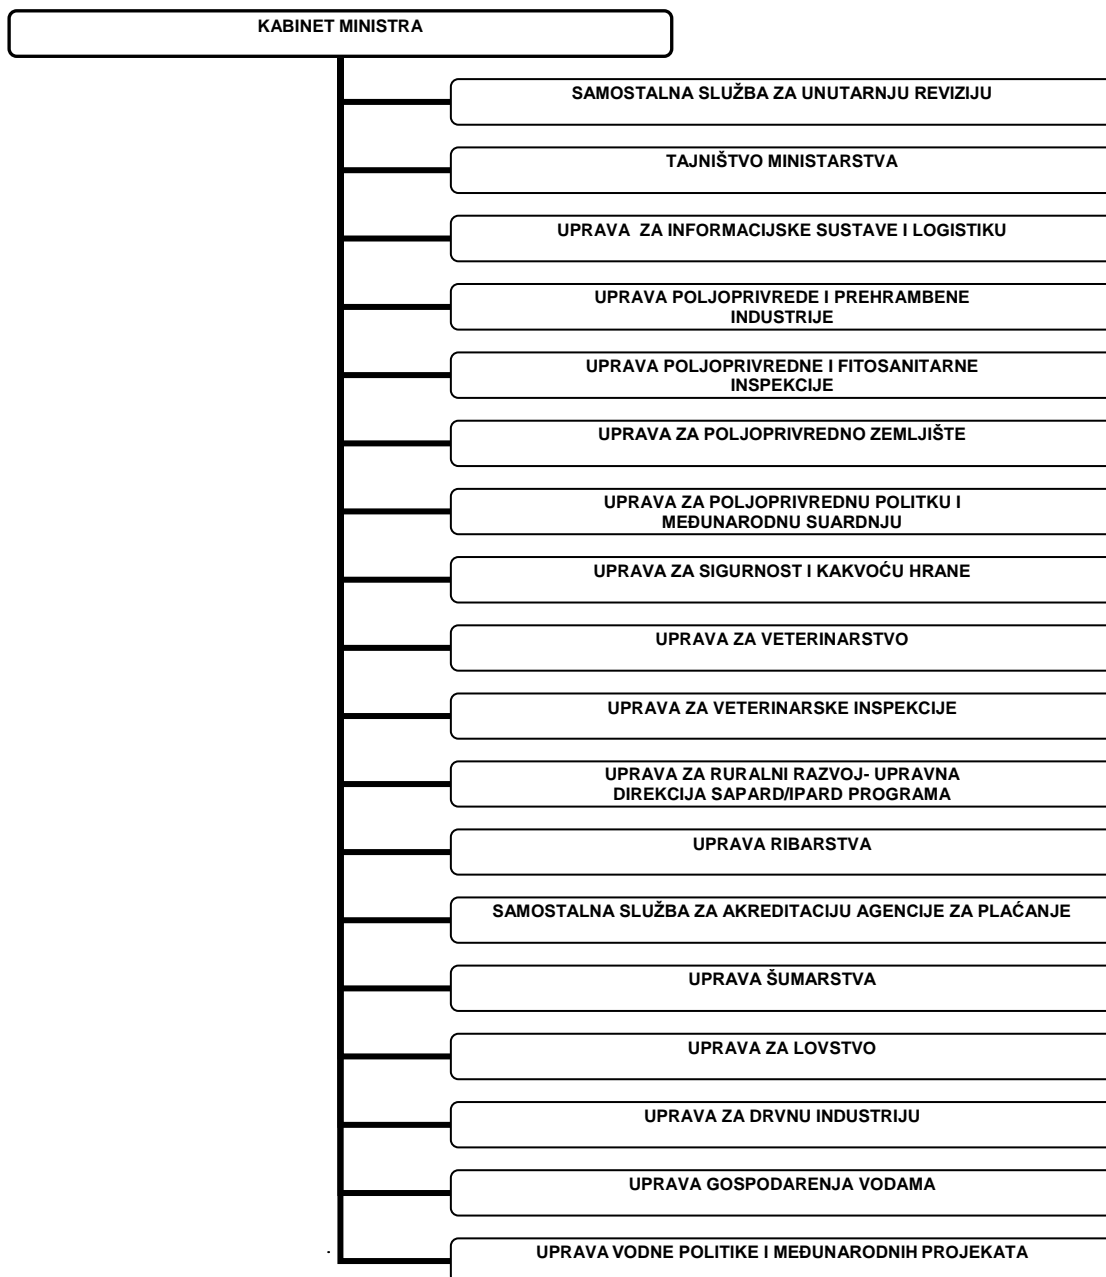 KABINET MINISTRA
SAMOSTALNA SLUŽBA ZA UNUTARNJU REVIZIJU
TAJNIŠTVO MINISTARSTVA
UPRAVA  ZA INFORMACIJSKE SUSTAVE I LOGISTIKU
UPRAVA POLJOPRIVREDE I PREHRAMBENE
INDUSTRIJE
UPRAVA POLJOPRIVREDNE I FITOSANITARNE
INSPEKCIJE
UPRAVA ZA POLJOPRIVREDNO ZEMLJIŠTE
UPRAVA ZA POLJOPRIVREDNU POLITKU I
MEĐUNARODNU SUARDNJU
UPRAVA ZA SIGURNOST I KAKVOĆU HRANE
UPRAVA ZA VETERINARSTVO
UPRAVA ZA VETERINARSKE INSPEKCIJE
UPRAVA ZA RURALNI RAZVOJ- UPRAVNA
DIREKCIJA SAPARD/IPARD PROGRAMA
UPRAVA RIBARSTVA
SAMOSTALNA SLUŽBA ZA AKREDITACIJU AGENCIJE ZA PLAĆANJE
UPRAVA ŠUMARSTVA
UPRAVA ZA LOVSTVO
UPRAVA ZA DRVNU INDUSTRIJU
UPRAVA GOSPODARENJA VODAMA
UPRAVA VODNE POLITIKE I MEĐUNARODNIH PROJEKATA